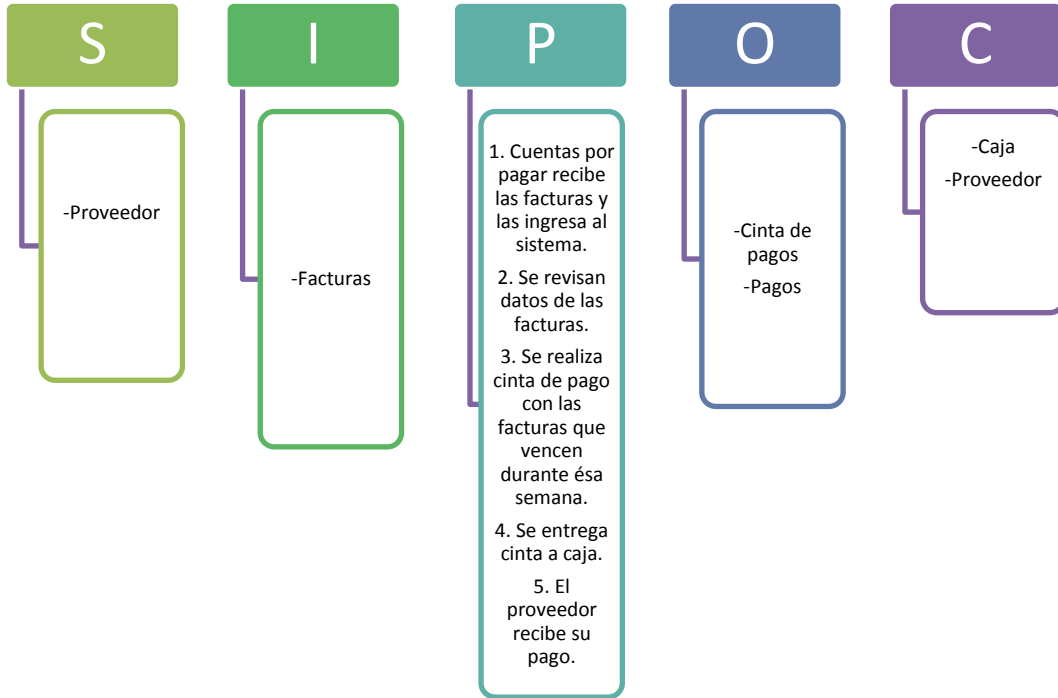 S
-Proveedor
I
-Facturas
P
1. Cuentas por
pagar recibe
las facturas y
las ingresa al
sistema.
2. Se revisan
datos de las
facturas.
3. Se realiza
cinta de pago
con las
facturas que
vencen
durante ésa
semana.
4. Se entrega
cinta a caja.
5. El
proveedor
recibe su
pago.
O
-Cinta de
pagos
-Pagos
C
-Caja
-Proveedor